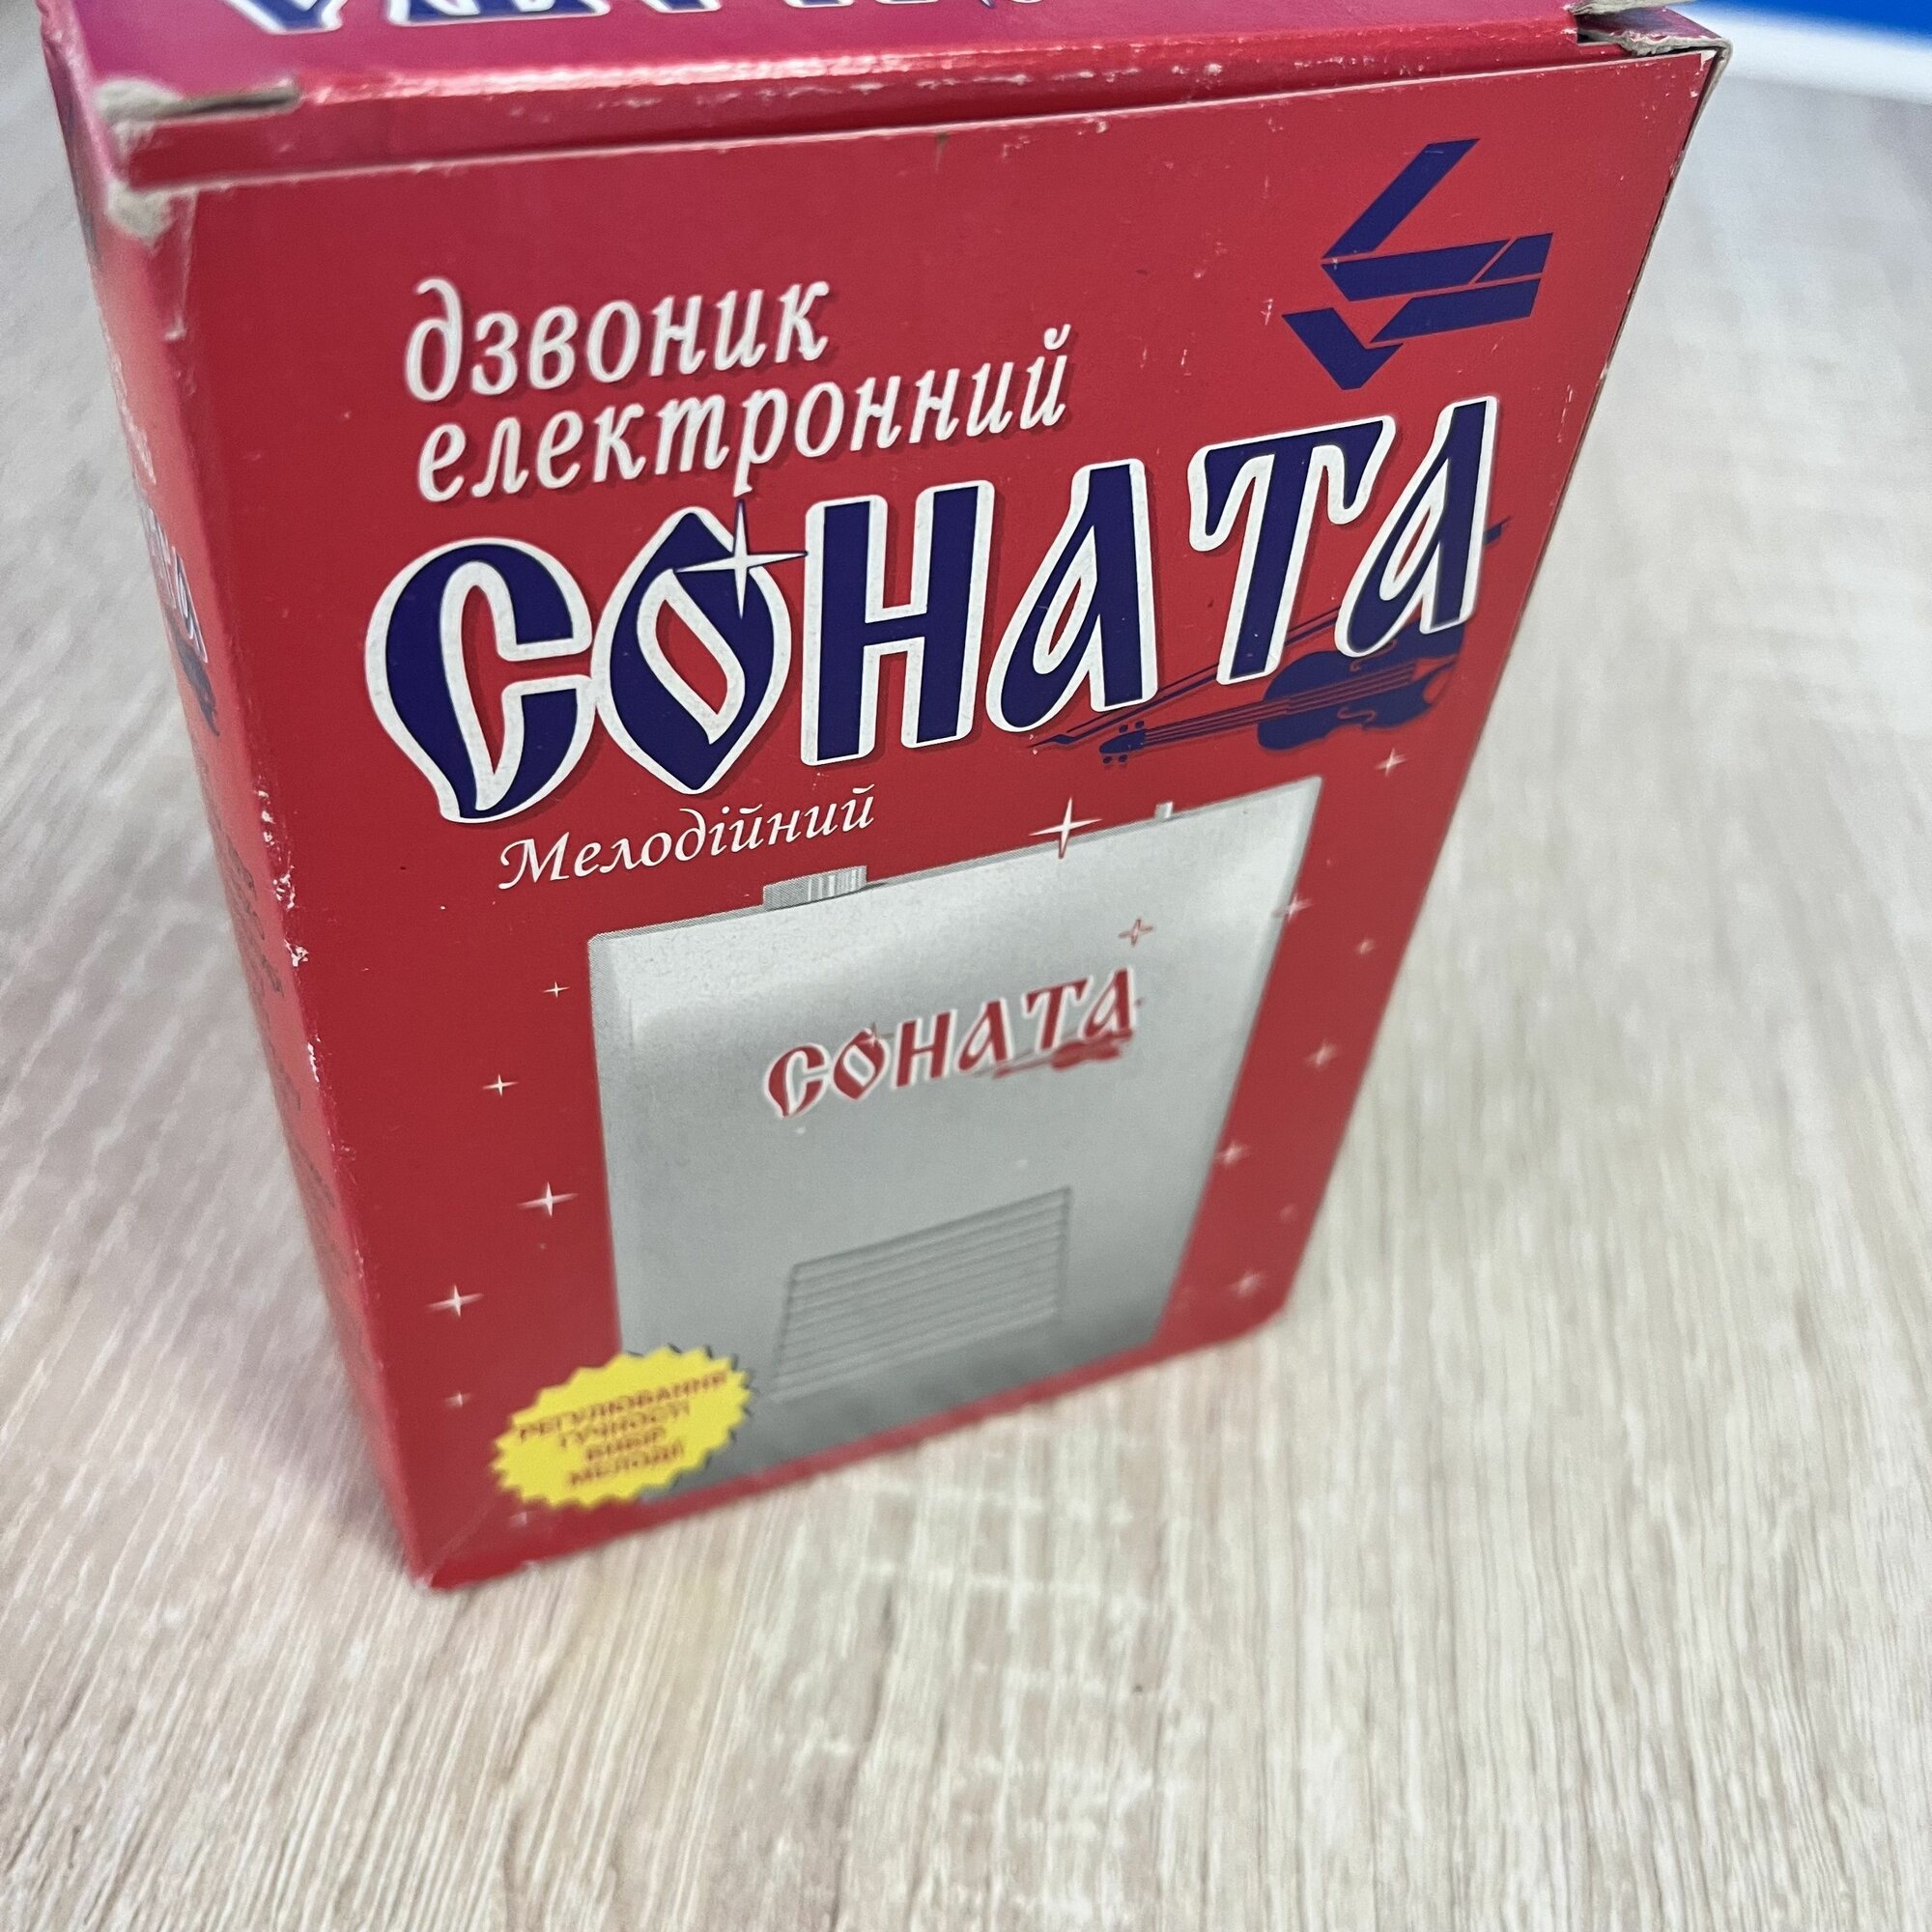 дзвоник
електронний
СОНАТА
Мелодійний
СОНАТА
РЕГУЛЮВАННЯ
ГУЧНОСТІ
ВИБІР
МЕЛОДІЇ